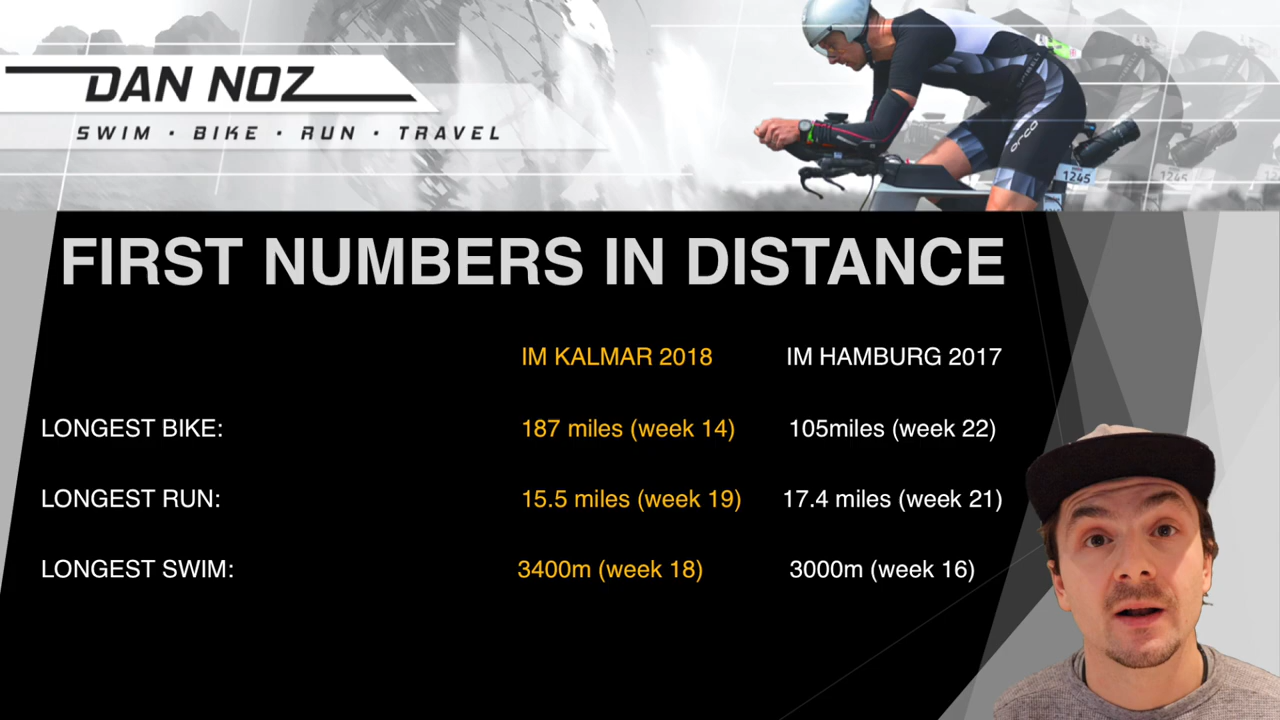 DAN NOZ
SWIM · BIKE · RUN · TRAVEL
orca
1245
1245
FIRST NUMBERS IN DISTANCE
IM KALMAR 2018 IM HAMBURG 2017
LONGEST BIKE: 187 miles (week 14) 105miles (week 22)
LONGEST RUN: 15.5 miles (week 19) 17.4 miles (week 21)
LONGEST SWIM: 3400m (week 18) 3000m (week 16)